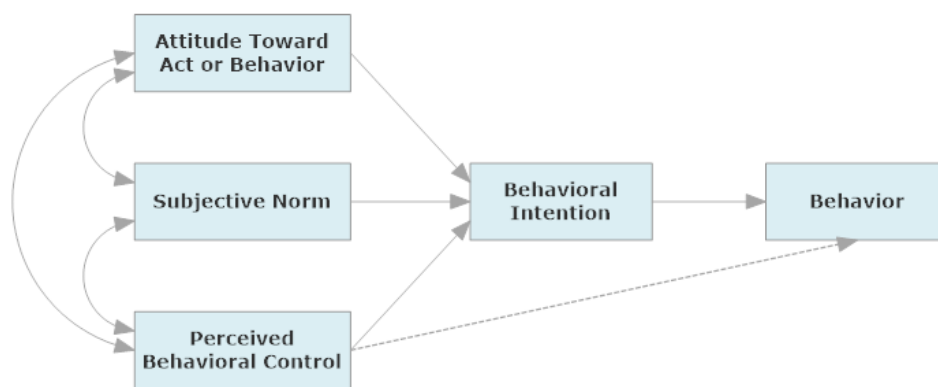 Attitude Toward
Act or Behavior
Subjective Norm
Behavioral
Intention
Behavior
Perceived
Behavioral Control